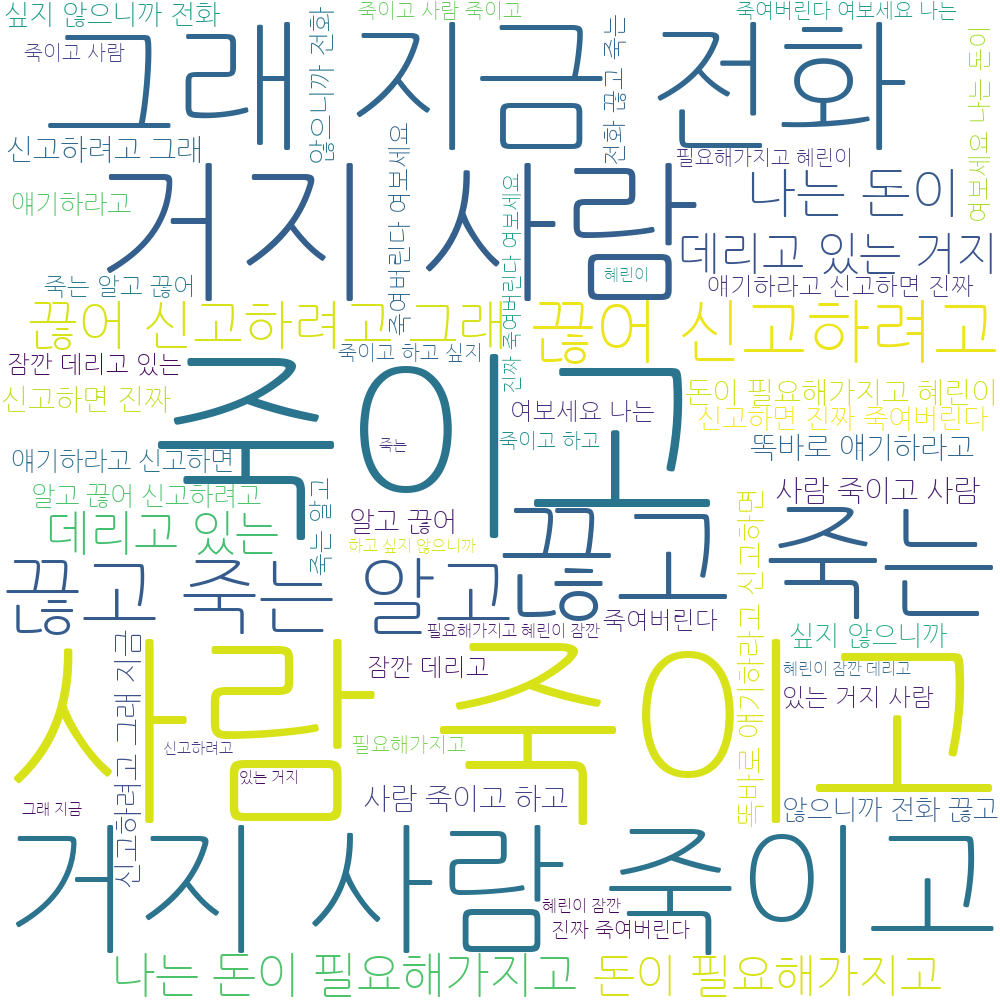 싶지 않으니까 전화
죽이고 사람 죽이고
죽여버린다 여보세요 나는
죽이고 사람
그래 지금 전화
않으니까 전화
전화 끊고 죽는
여보세요 나는 돈이
신고하려고 그래
필요해가지고 혜린이
얘기하라고
거지 사람
죽여버린다 여보세요
진짜 죽여버린다 여보세요
나는 돈이
데리고 있는 거지
혜린이
죽는 알고 끊어
얘기하라고 신고하면 진짜
끊어 신고하려고 그래
끊어 신고하려고
잠깐 데리고 있는
죽이고 하고 싶지
죽이고
신고하면 진짜
돈이 필요해가지고 혜린이
여보세요 나는
신고하면 진짜 죽여버린다
죽는
죽이고 하고
똑바로 얘기하라고
얘기하라고 신고하면
사람 죽이고 사람
알고 끊어 신고하려고
죽는 알고
데리고 있는
알고 끊어
끊고
죽는
하고 싶지 않으니까
끊고 죽는 알고
죽여버린다
필요해가지고 혜린이 잠깐
싶지 않으니까
똑바로 얘기하라고 신고하면
잠깐 데리고
혜린이 잠깐 데리고
사람 죽이고
있는 거지 사람
신고하려고 그래 지금
신고하려고
필요해가지고
있는 거지
그래 지금
사람 죽이고 하고
않으니까 전화 끊고
거지 사람 죽이고
혜린이 잠깐
진짜 죽여버린다
나는 돈이 필요해가지고
돈이 필요해가지고